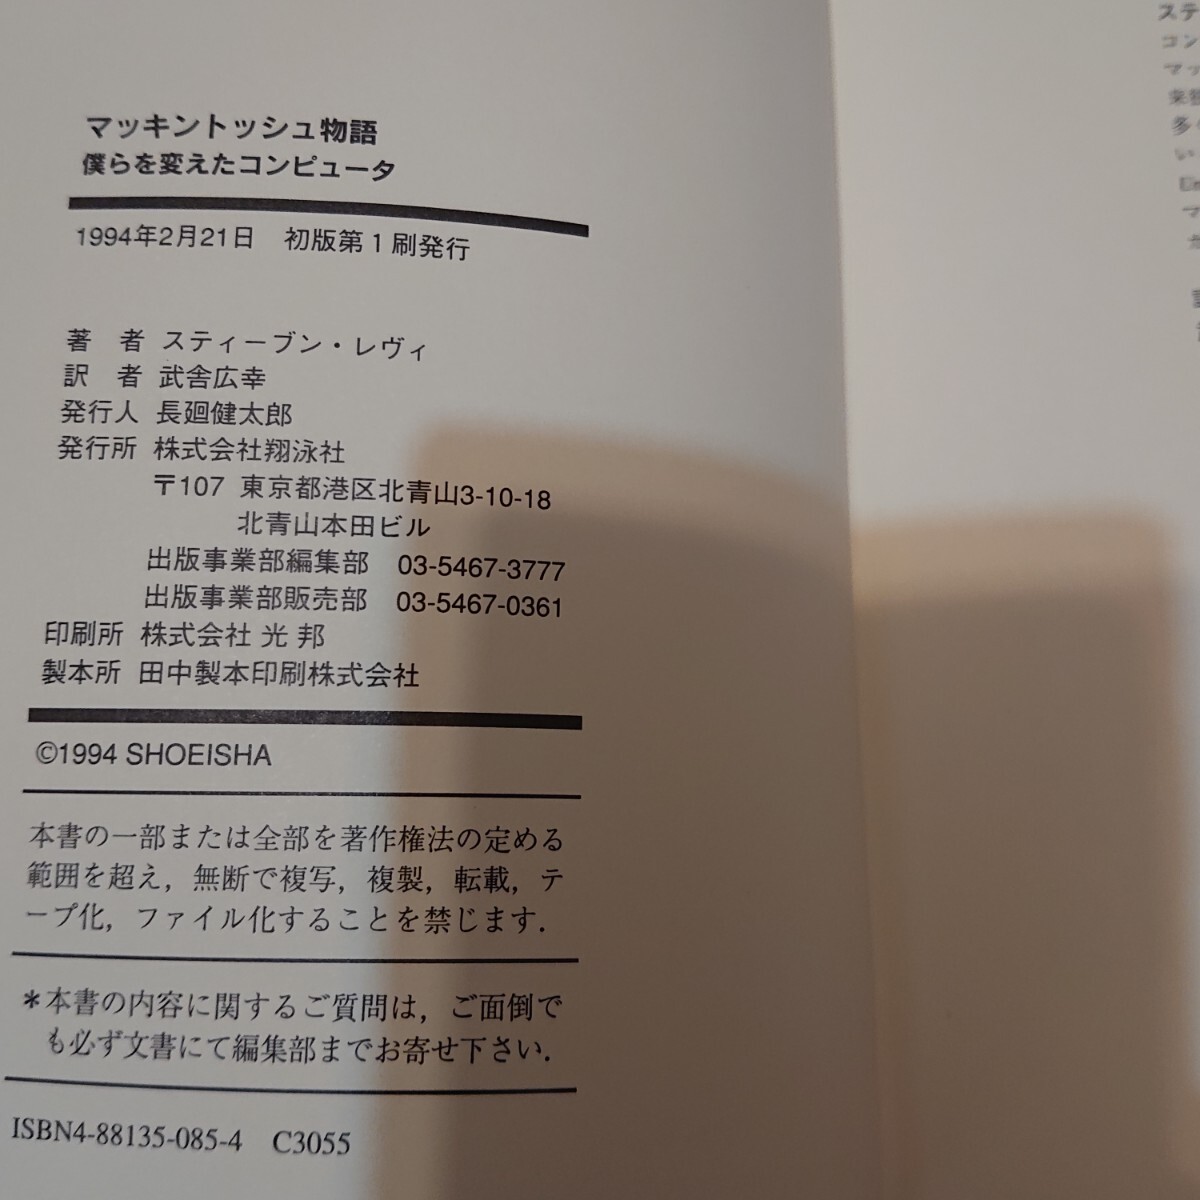 マッキントッシュ物語
僕らを変えたコンピュータ
1994年2月21日　初版第1刷発行
著　者　スティーブン・レヴィ
訳　者　武舎広幸
発行人　長廻健太郎
発行所　株式会社翔泳社
〒107 東京都港区北青山3-10-18
北青山本田ビル
出版事業部編集部　03-5467-3777
出版事業部販売部　03-5467-0361
印刷所　株式会社 光 邦
製本所　田中製本印刷株式会社
©1994 SHOEISHA
本書の一部または全部を著作権法の定める
範囲を超え，無断で複写，複製，転載，テ
ープ化，ファイル化することを禁じます．
*本書の内容に関するご質問は，ご面倒で
も必ず文書にて編集部までお寄せ下さい．
ISBN4-88135-085-4　C3055
ステ
コン
マッ
多
い
マ